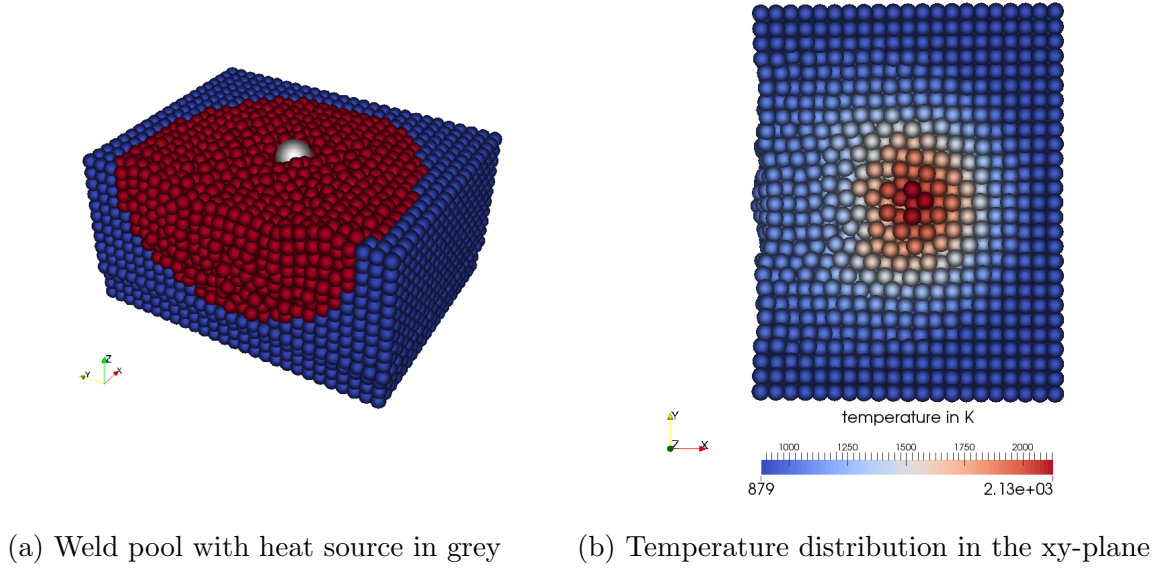 Z
Y
X
Y
Z
X
temperature in K
1000 1250 1500 1750 2000
879 2.13e+03
(a) Weld pool with heat source in grey
(b) Temperature distribution in the xy-plane